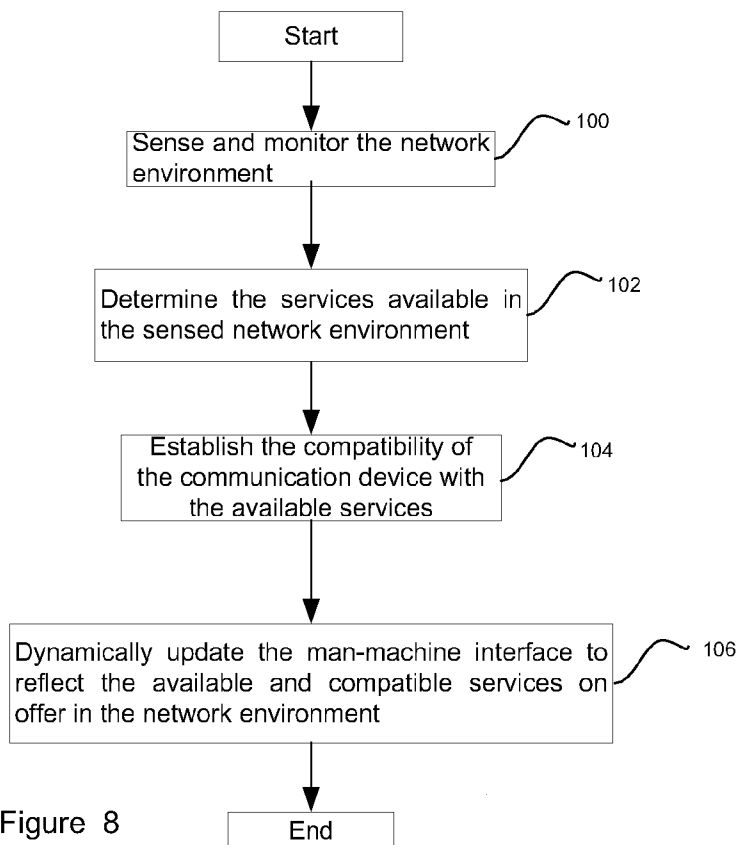 Start
Sense and monitor the network
environment
100
Determine the services available in
the sensed network environment
102
Establish the compatibility of
the communication device with
the available services
104
Dynamically update the man-machine interface to
reflect the available and compatible services on
offer in the network environment
106
Figure 8
End